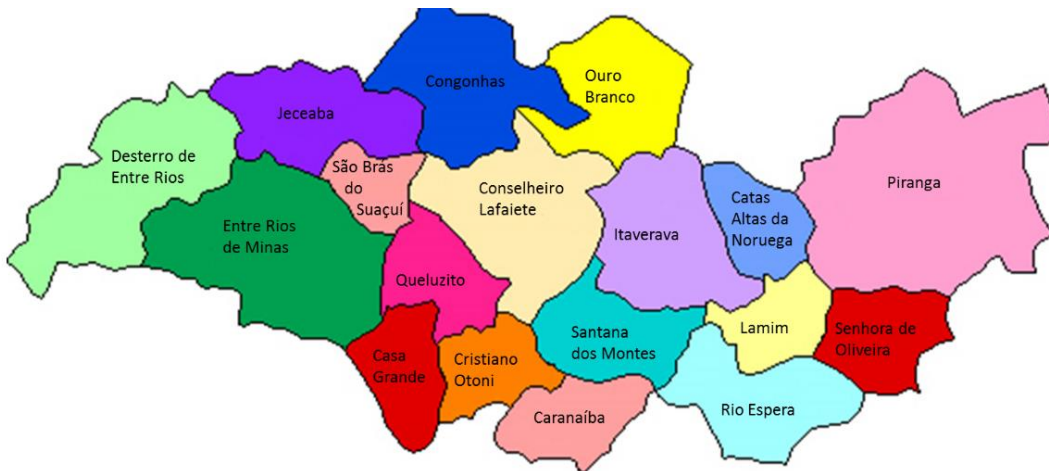 Congonhas
Ouro
Branco
Jeceaba
Desterro de
Entre Rios
São Brás
do
Suaçuí
Conselheiro
Lafaiete
Catas
Altas da
Noruega
Piranga
Entre Rios
de Minas
Itaverava
Queluzito
Santana
dos Montes
Lamim
Senhora de
Oliveira
Casa
Grande
Cristiano
Otoni
Caranaíba
Rio Espera